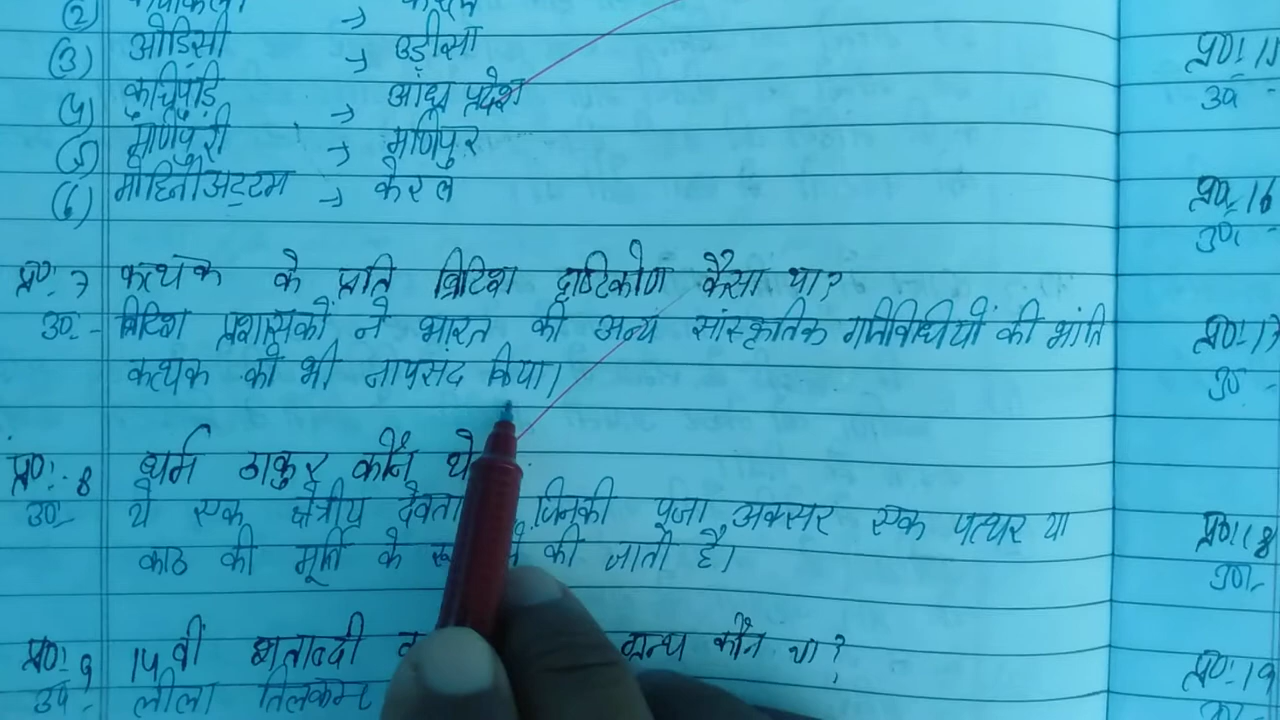 (2) →
(3) ओडिसी → उड़ीसा
(4) कुचिपुड़ि → आंध्र प्रदेश
(5) मणिपुरी → मणिपुर
(6) मोहिनीअट्टम → केरल
प्र०:-7 कत्थक के प्रति ब्रिटिश दृष्टिकोण कैसा था?
उ०:- ब्रिटिश प्रशासकों ने भारत की अन्य सांस्कृतिक गतिविधियों की भांति
कत्थक को भी नापसंद किया।
प्र०:-8 धर्म ठाकुर कौन थे
उ०:- ये एक क्षेत्रीय देवता जिनकी पूजा अक्सर एक पत्थर या
काठ की मूर्ति के की जाती है।
प्र०:-9 14वीं शताब्दी ग्रन्थ कौन था?
उ०:- लीला तिलकम
प्र०:-11
उ०
प्र०:-16
उ०:-
प्र०:-17
उ०:-
प्र०:-18
उ०:-
प्र०:-19